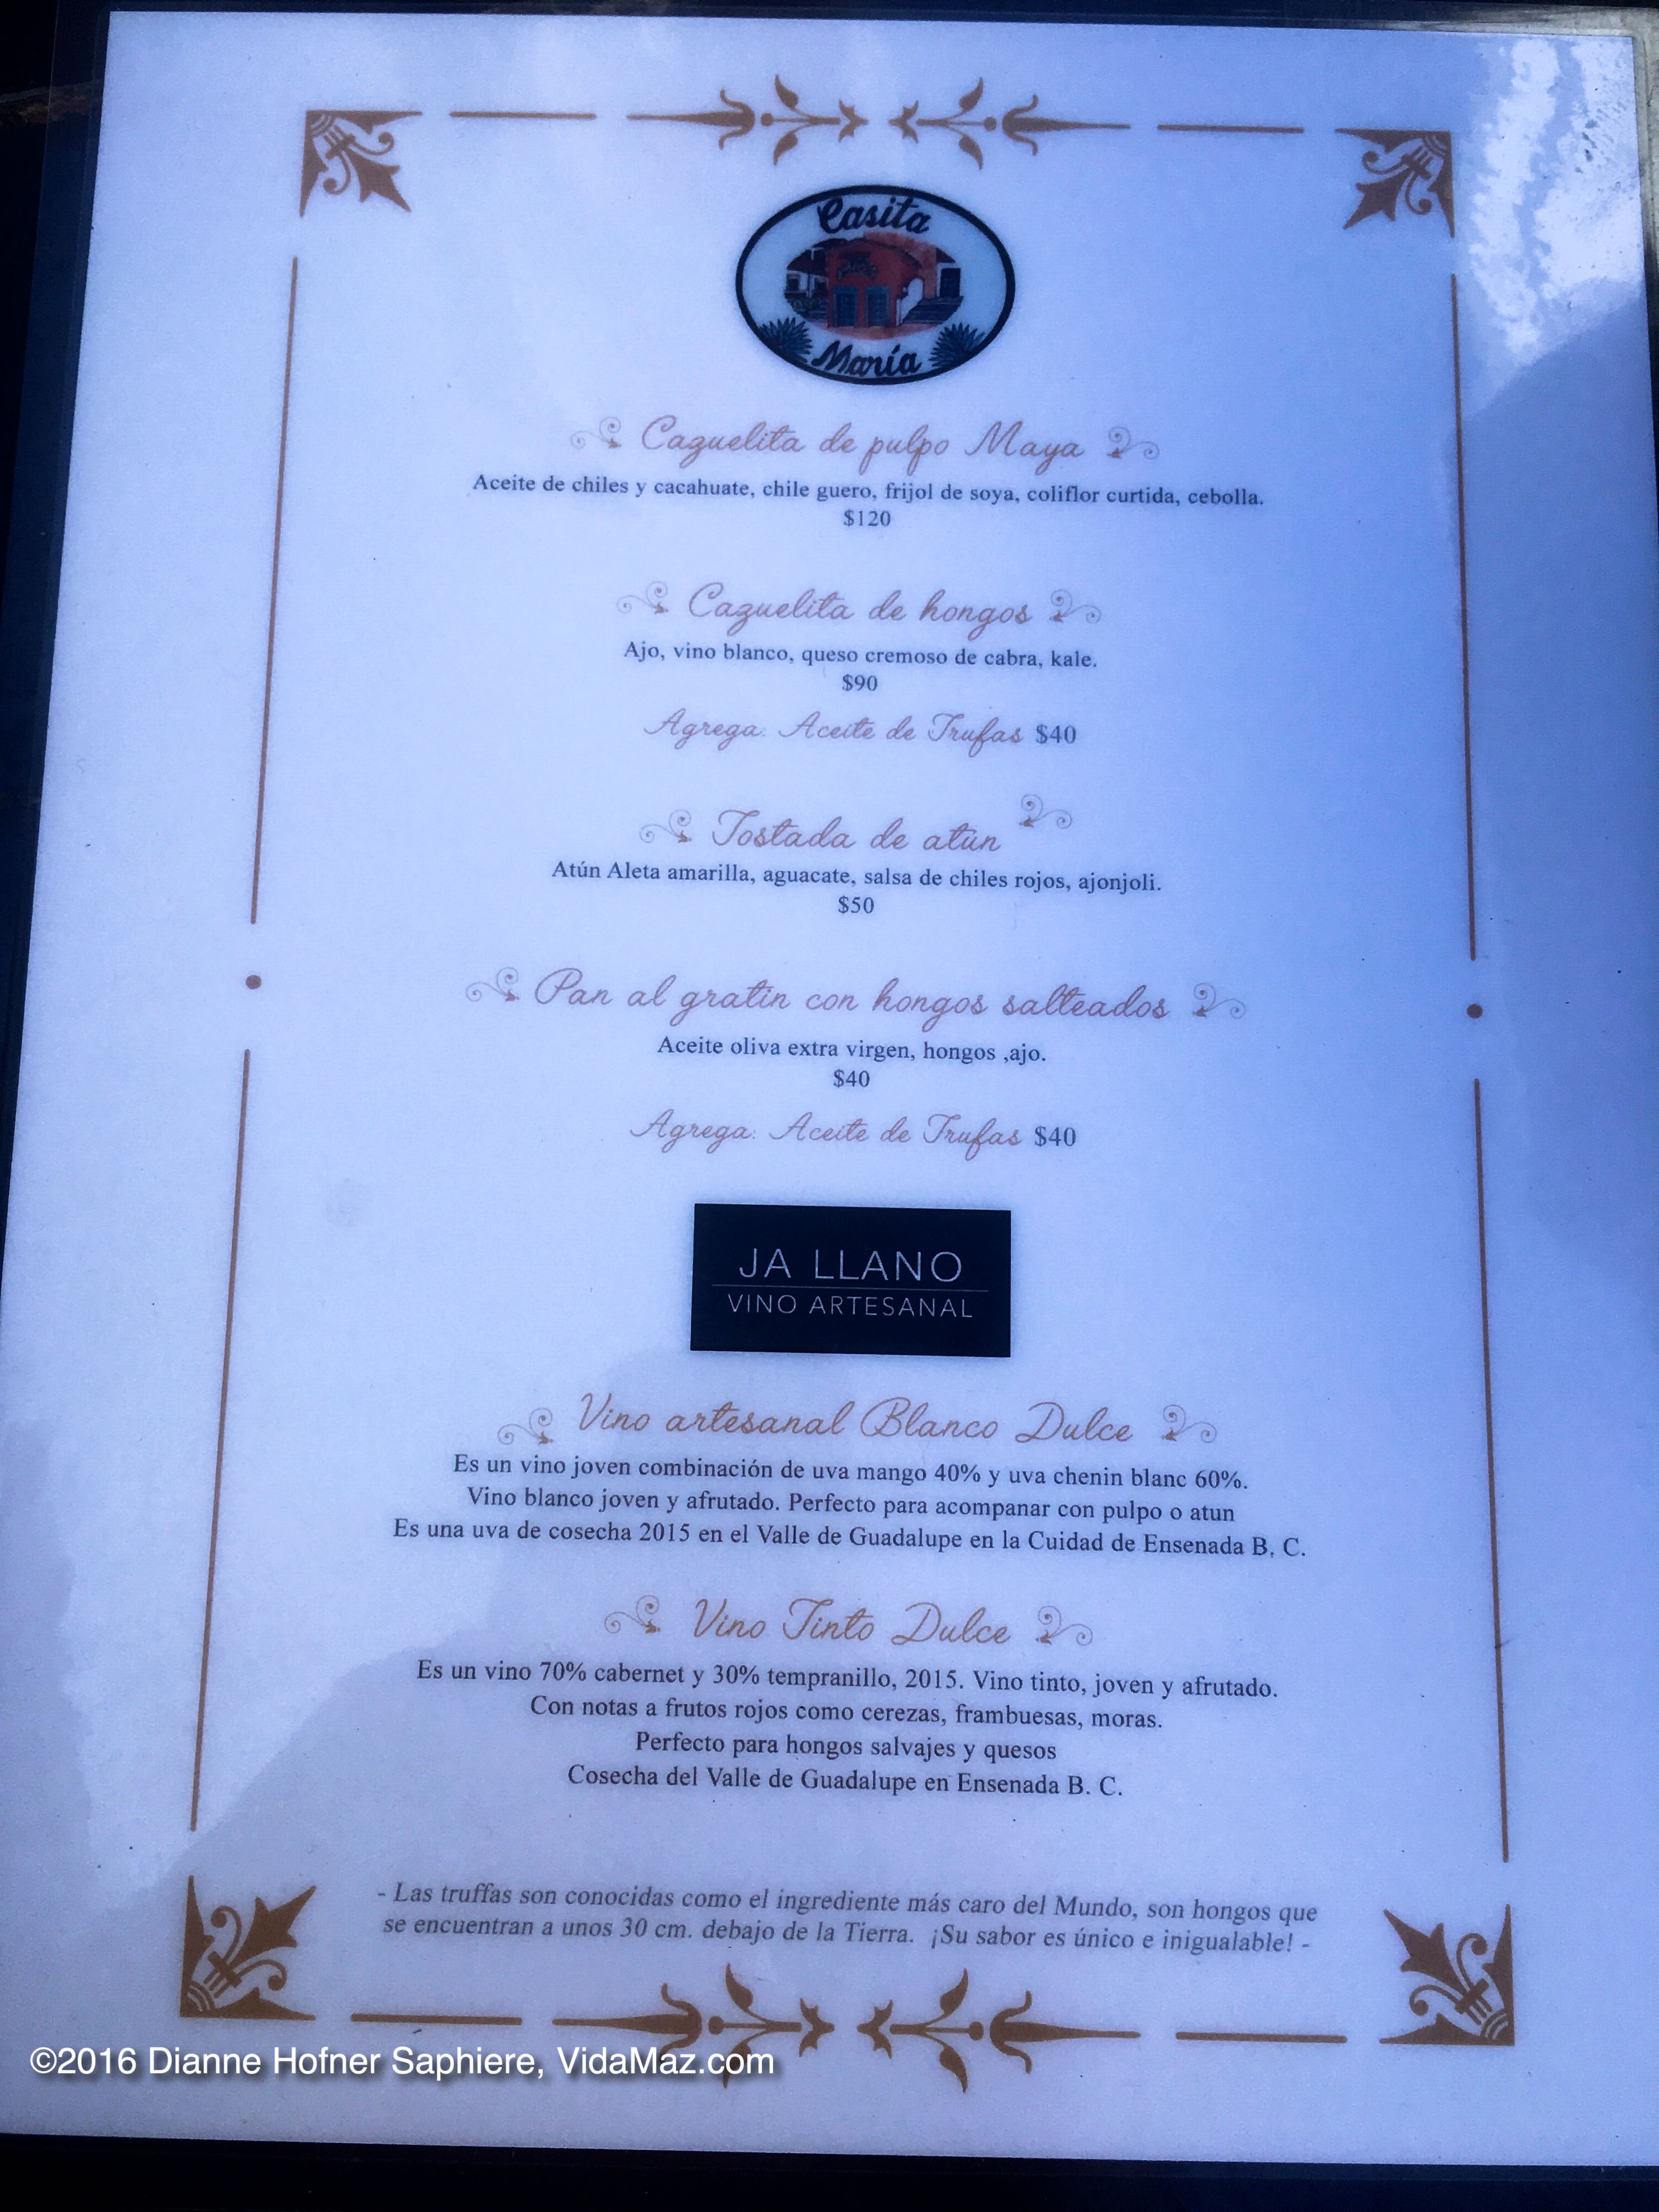 Casita
María
Cazuelita de pulpo Maya
Aceite de chiles y cacahuate, chile guero, frijol de soya, coliflor curtida, cebolla.
$120
Cazuelita de hongos
Ajo, vino blanco, queso cremoso de cabra, kale.
$90
Agrega: Aceite de Trufas $40
Tostada de atún
Atún Aleta amarilla, aguacate, salsa de chiles rojos, ajonjoli.
$50
Pan al gratin con hongos salteados
Aceite oliva extra virgen, hongos ,ajo.
$40
Agrega: Aceite de Trufas $40
JA LLANO
VINO ARTESANAL
Vino artesanal Blanco Dulce
Es un vino joven combinación de uva mango 40% y uva chenin blanc 60%.
Vino blanco joven y afrutado. Perfecto para acompanar con pulpo o atun
Es una uva de cosecha 2015 en el Valle de Guadalupe en la Cuidad de Ensenada B. C.
Vino Tinto Dulce
Es un vino 70% cabernet y 30% tempranillo, 2015. Vino tinto, joven y afrutado.
Con notas a frutos rojos como cerezas, frambuesas, moras.
Perfecto para hongos salvajes y quesos
Cosecha del Valle de Guadalupe en Ensenada B. C.
- Las truffas son conocidas como el ingrediente más caro del Mundo, son hongos que
se encuentran a unos 30 cm. debajo de la Tierra. ¡Su sabor es único e inigualable! -
©2016 Dianne Hofner Saphiere, VidaMaz.com